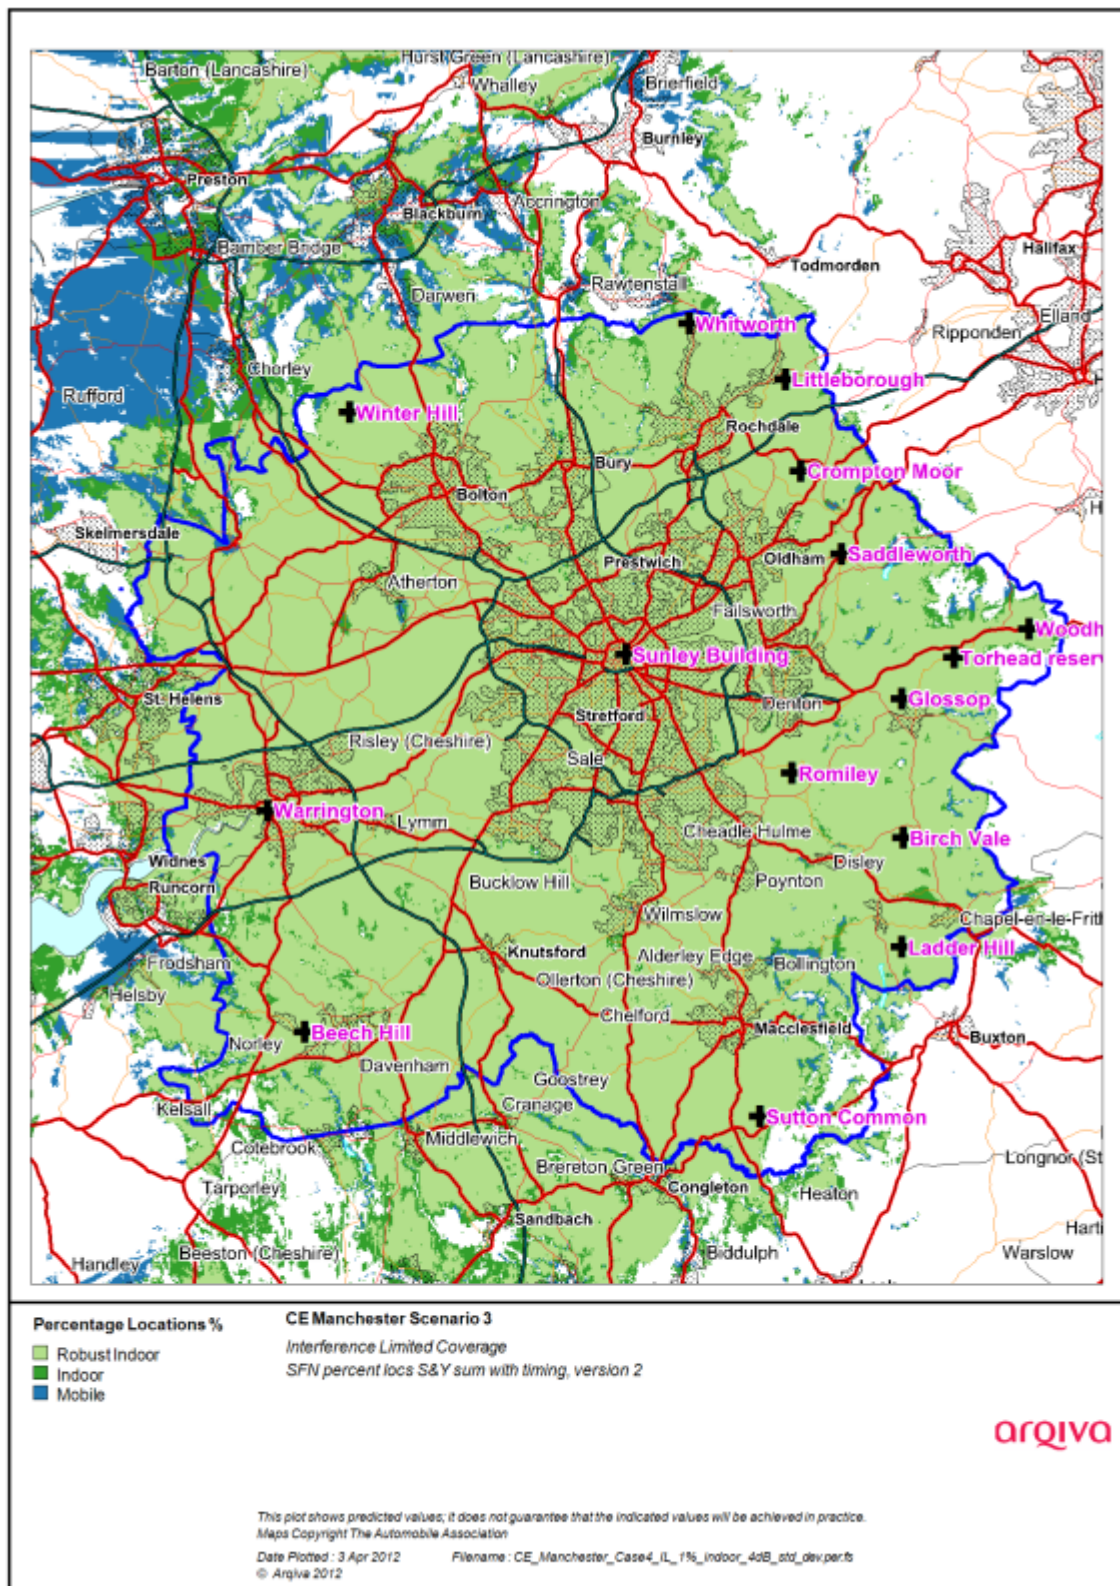 Hurst Green (Lancashire)
Barton (Lancashire)
Whalley
Brierfield
Burnley
Preston
Accrington
Blackburn
Bamber Bridge
Halifax
Todmorden
Rawtenstall
Darwen
Elland
Whitworth
Ripponden
Chorley
Littleborough
Rufford
Winter Hill
Rochdale
Bury
Crompton Moor
Bolton
Skelmersdale
Prestwich
Oldham
Saddleworth
Atherton
Failsworth
Woodh
Sunley Building
Torhead reserv
St. Helens
Glossop
Denton
Stretford
Risley (Cheshire)
Sale
Romiley
Warrington
Lymm
Cheadle Hulme
Birch Vale
Widnes
Disley
Runcorn
Bucklow Hill
Poynton
Wilmslow
Chapel-en-le-Frith
Knutsford
Alderley Edge
Ladder Hill
Frodsham
Bollington
Ollerton (Cheshire)
Helsby
Chelford
Beech Hill
Macclesfield
Buxton
Norley
Davenham
Goostrey
Kelsall
Cranage
Sutton Common
Middlewich
Cotebrook
Longnor (St
Brereton Green
Tarporley
Congleton
Heaton
Sandbach
Harti
Beeston (Cheshire)
Biddulph
Warslow
Handley
Percentage Locations %
Robust Indoor
Indoor
Mobile
CE Manchester Scenario 3
Interference Limited Coverage
SFN percent locs S&Y sum with timing, version 2
arqiva
This plot shows predicted values; it does not guarantee that the indicated values will be achieved in practice.
Maps Copyright The Automobile Association
Date Plotted : 3 Apr 2012 Filename : CE_Manchester_Case4_IL_1%_indoor_4dB_std_dev.per.fs
© Arqiva 2012